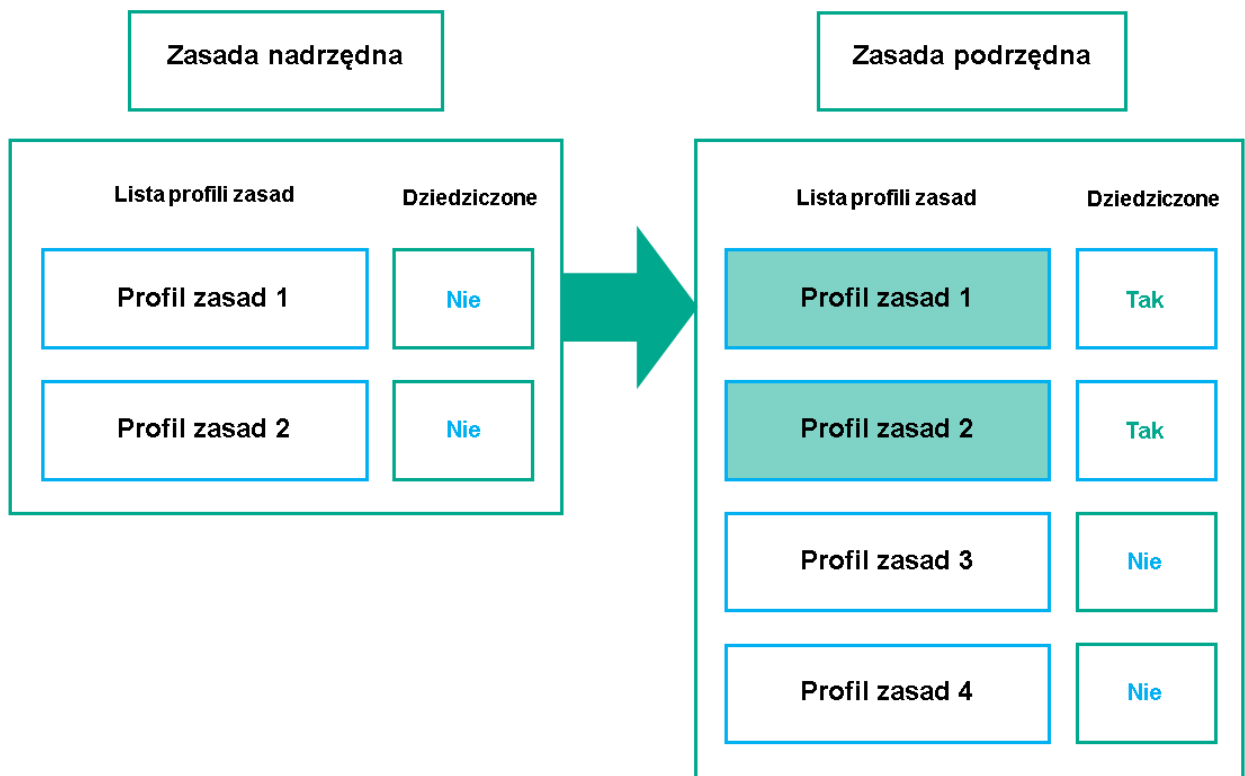 Zasada nadrzędna
Zasada podrzędna
Lista profili zasad
Dziedziczone
Profil zasad 1
Nie
Profil zasad 2
Nie
Lista profili zasad
Dziedziczone
Profil zasad 1
Tak
Profil zasad 2
Tak
Profil zasad 3
Nie
Profil zasad 4
Nie